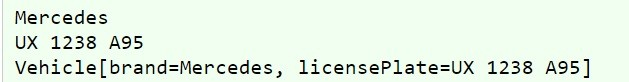 Mercedes
UX 1238 A95
Vehicle[brand=Mercedes, licensePlate=UX 1238 A95]